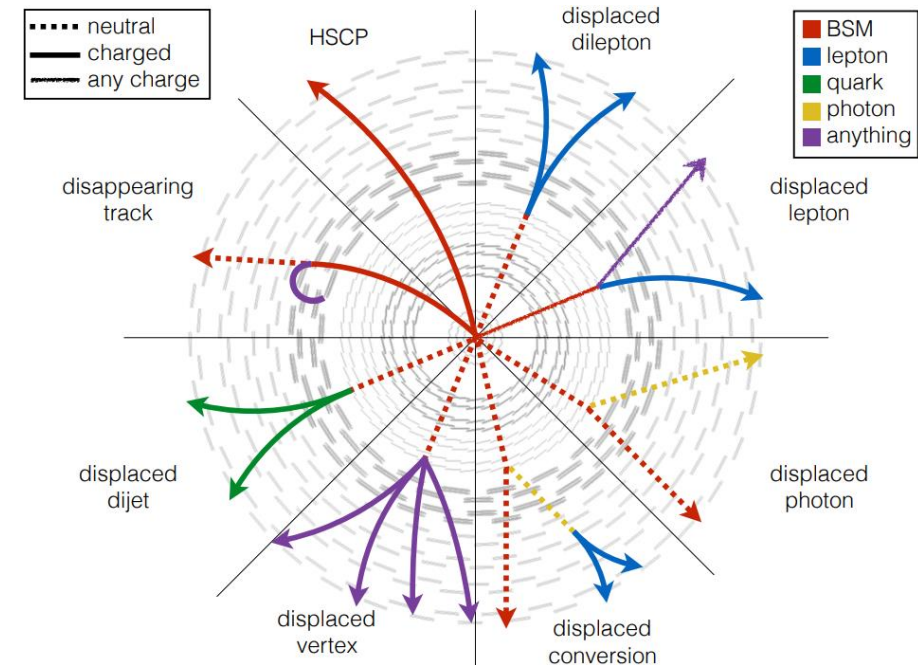 neutral
charged
any charge
HSCP
displaced
dilepton
BSM
lepton
quark
photon
anything
disappearing
track
displaced
lepton
displaced
dijet
displaced
photon
displaced
vertex
displaced
conversion